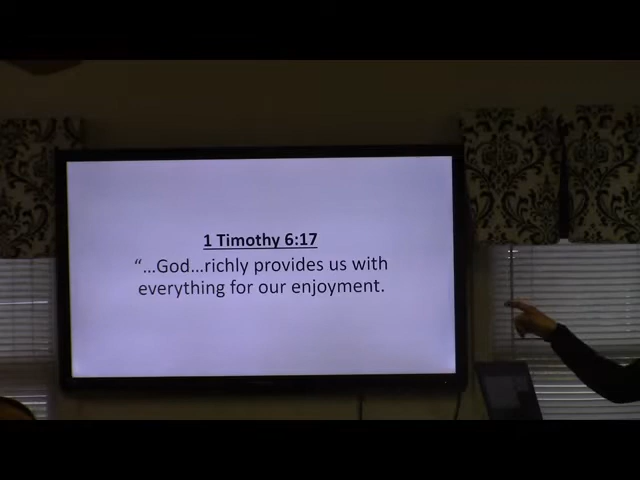 1 Timothy 6:17
“...God...richly provides us with
everything for our enjoyment.